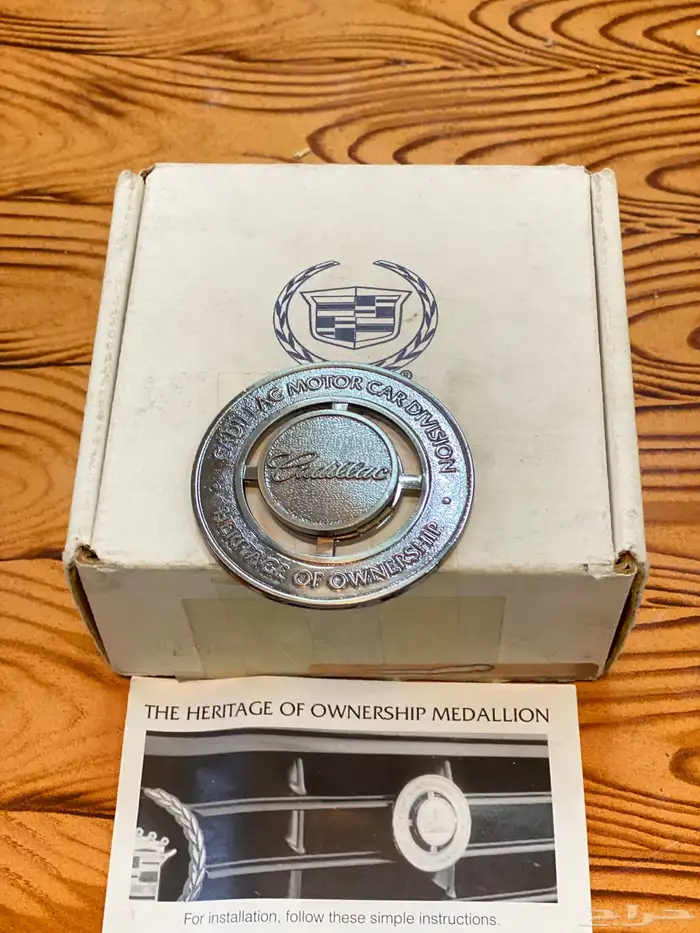 ®
CADILLAC MOTOR CAR DIVISION
Cadillac
HERITAGE OF OWNERSHIP
THE HERITAGE OF OWNERSHIP MEDALLION
For installation, follow these simple instructions.
حراج